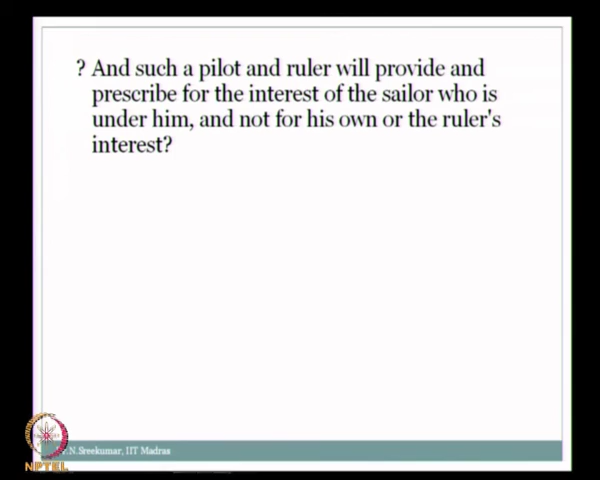 ? And such a pilot and ruler will provide and
prescribe for the interest of the sailor who is
under him, and not for his own or the ruler's
interest?
N.Sreekumar, IIT Madras
NPTEL